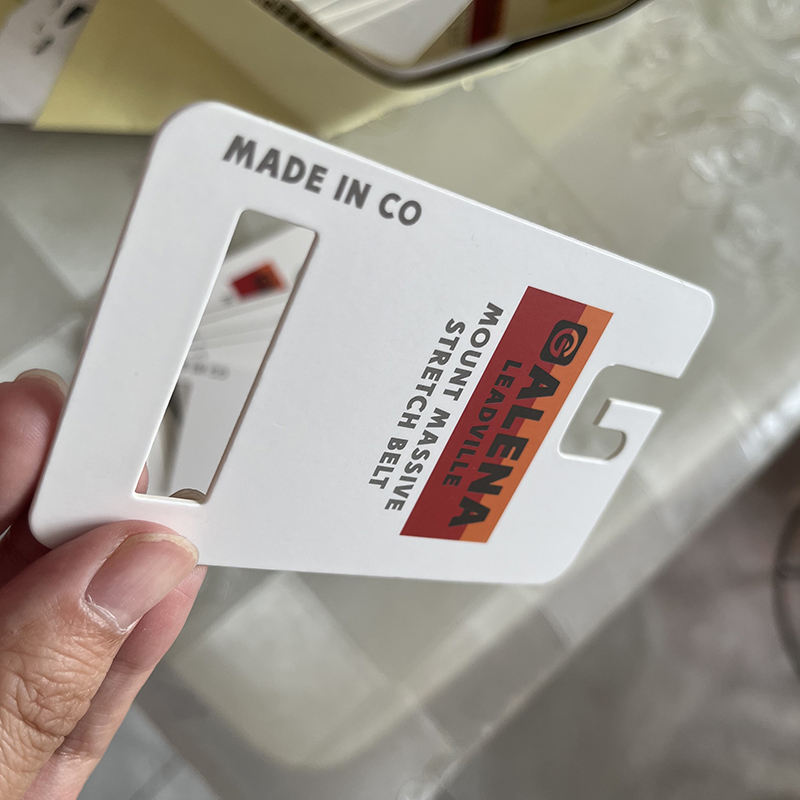 MADE IN CO
GALENA
LEADVILLE
MOUNT MASSIVE
STRETCH BELT